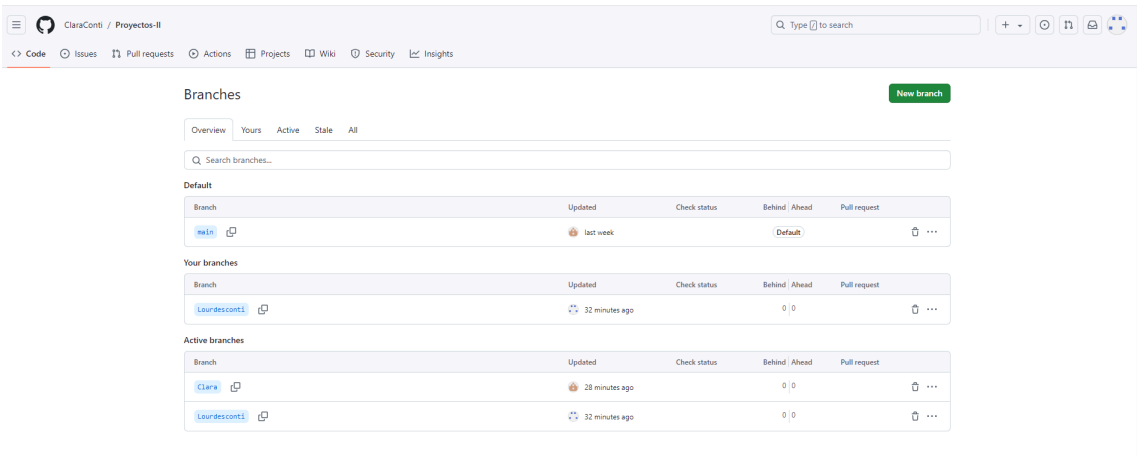 ClaraConti / Proyectos-II
Type / to search
Code Issues Pull requests Actions Projects Wiki Security Insights
Branches
New branch
Overview Yours Active Stale All
Search branches...
Default
Branch Updated Check status Behind Ahead Pull request
main last week Default
Your branches
Branch Updated Check status Behind Ahead Pull request
Lourdesconti 32 minutes ago 0 0
Active branches
Branch Updated Check status Behind Ahead Pull request
Clara 28 minutes ago 0 0
Lourdesconti 32 minutes ago 0 0